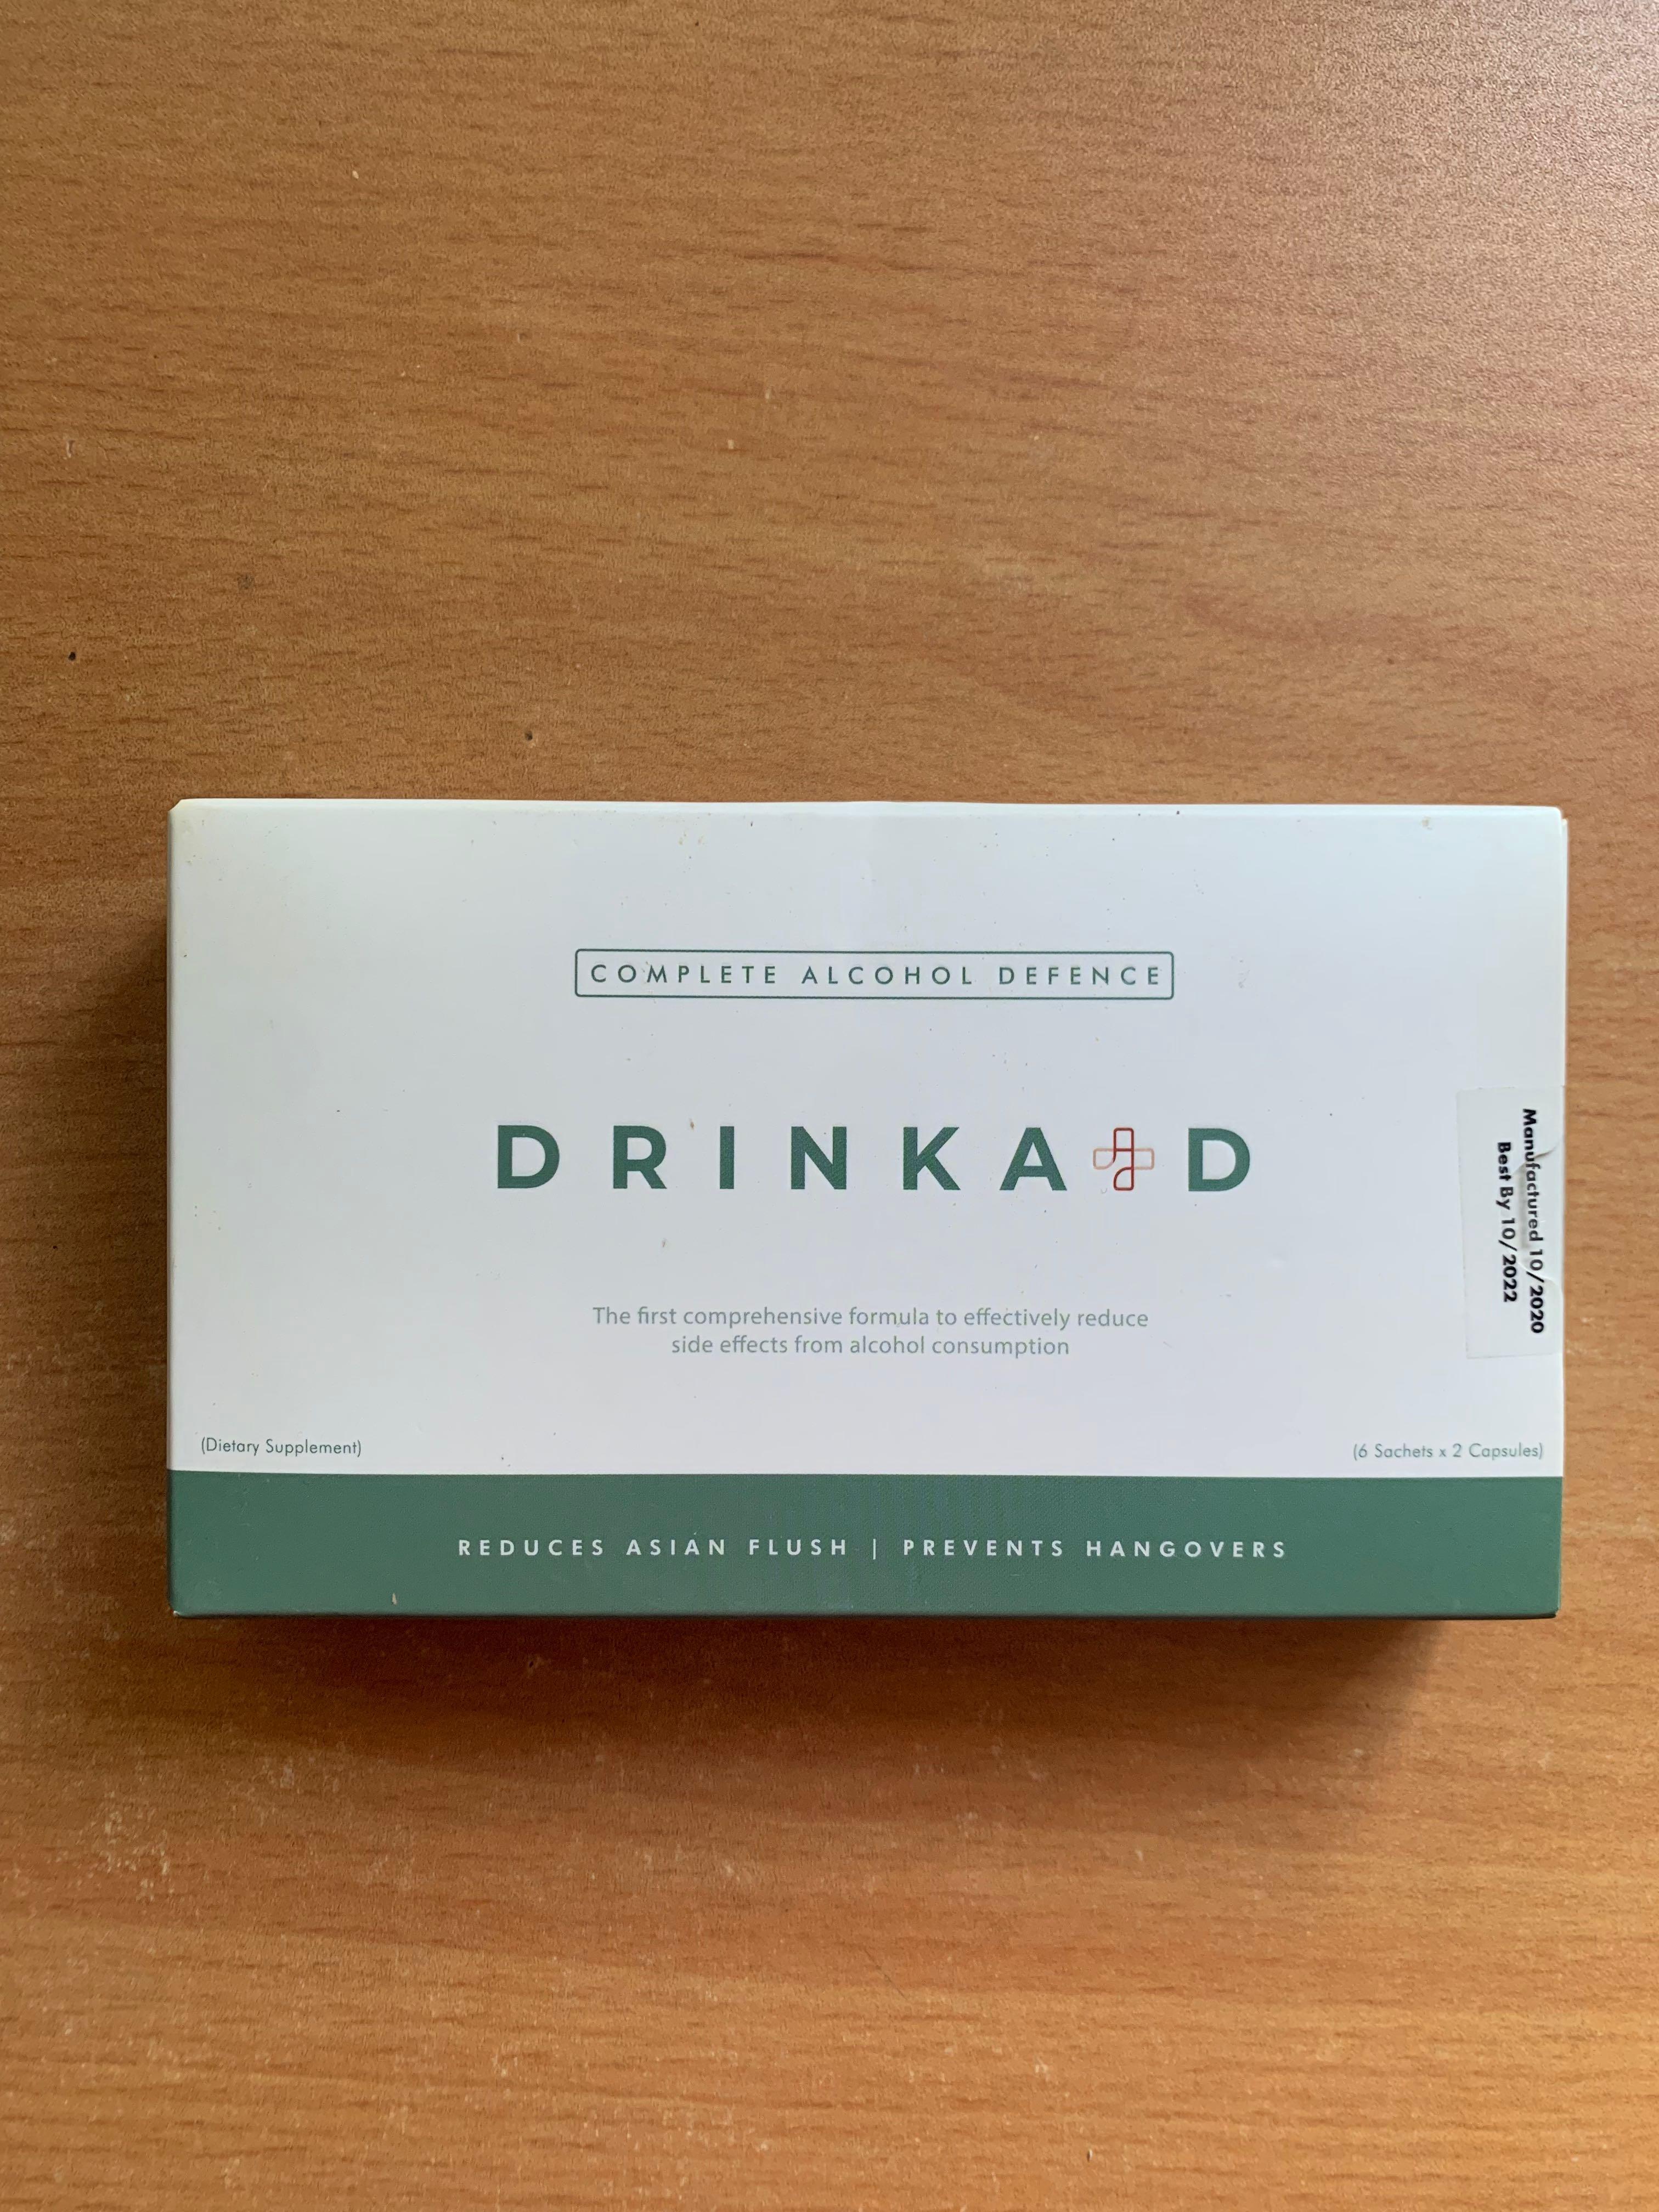 COMPLETE ALCOHOL DEFENCE
DRINKAID
The first comprehensive formula to effectively reduce
side effects from alcohol consumption
Manufactured 10/2020
Best By 10/2022
(Dietary Supplement)
(6 Sachets x 2 Capsules)
REDUCES ASIAN FLUSH | PREVENTS HANGOVERS